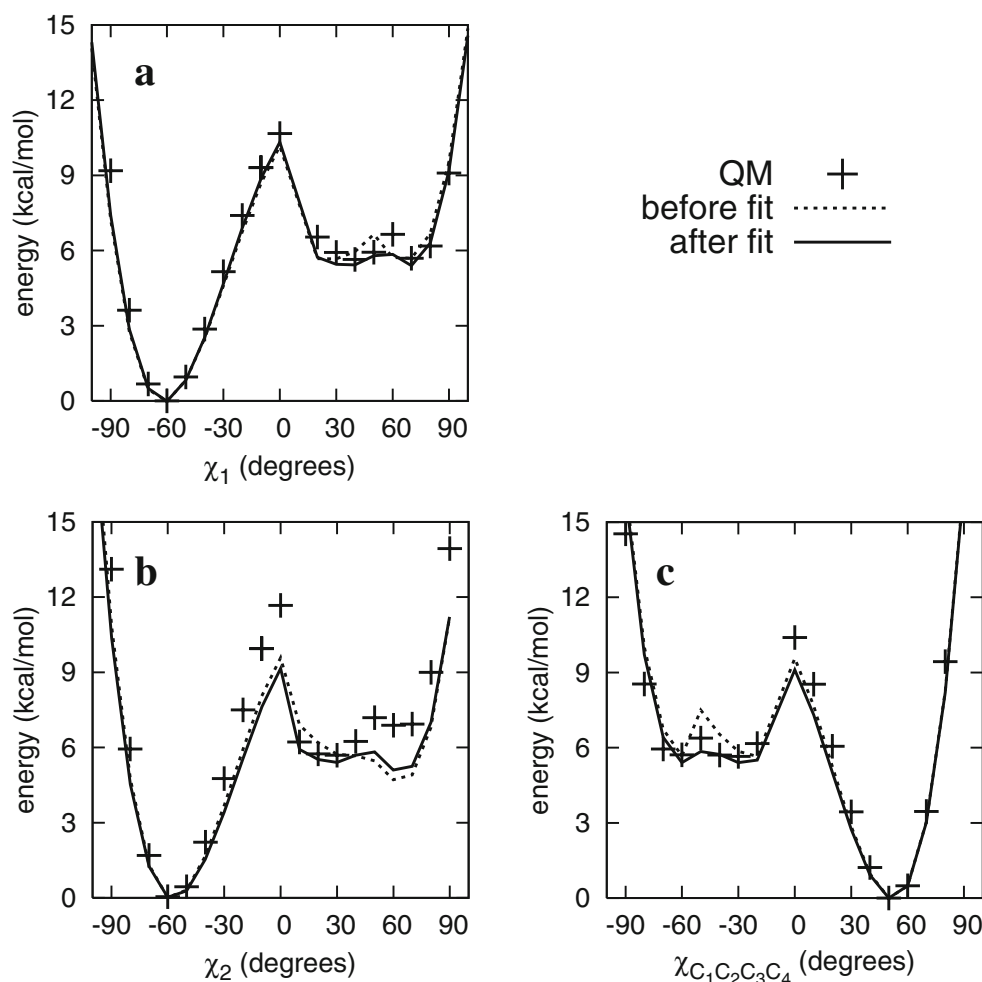 15
12
9
6
3
0
energy (kcal/mol)
a
-90 -60 -30 0 30 60 90
χ1 (degrees)
QM
before fit
after fit
15
12
9
6
3
0
energy (kcal/mol)
b
-90 -60 -30 0 30 60 90
χ2 (degrees)
15
12
9
6
3
0
energy (kcal/mol)
c
-90 -60 -30 0 30 60 90
χC1C2C3C4 (degrees)